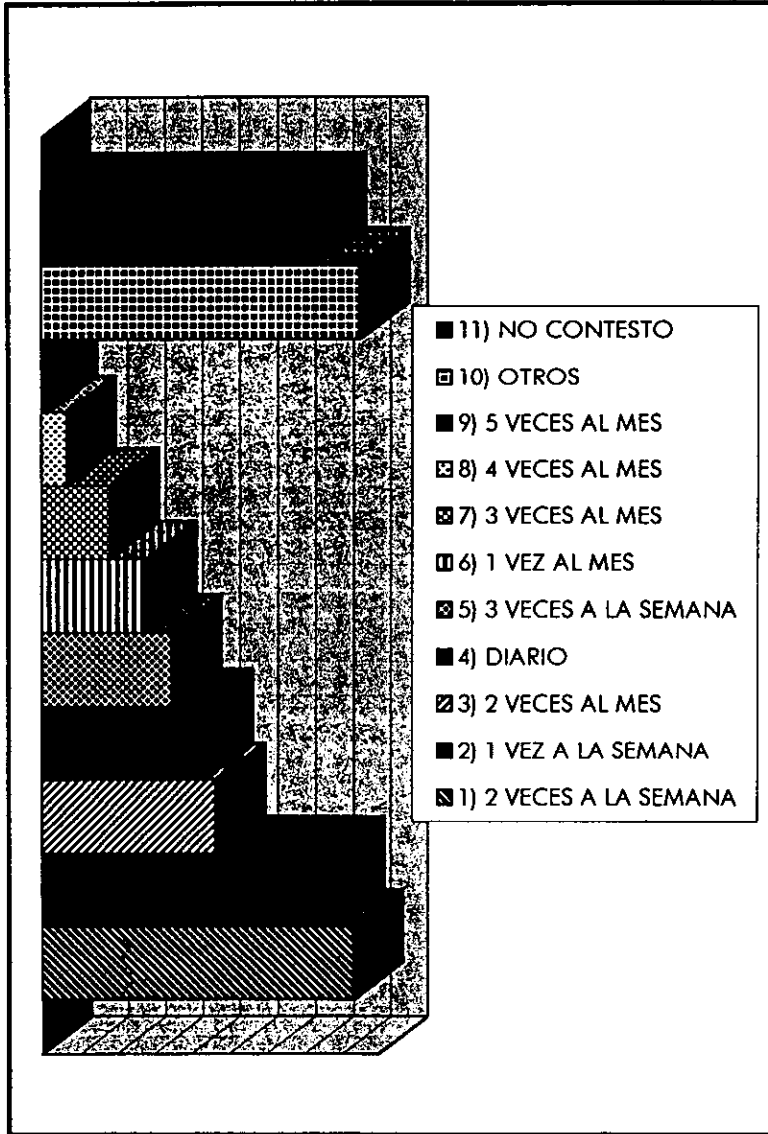 11) NO CONTESTO
10) OTROS
9) 5 VECES AL MES
8) 4 VECES AL MES
7) 3 VECES AL MES
6) 1 VEZ AL MES
5) 3 VECES A LA SEMANA
4) DIARIO
3) 2 VECES AL MES
2) 1 VEZ A LA SEMANA
1) 2 VECES A LA SEMANA